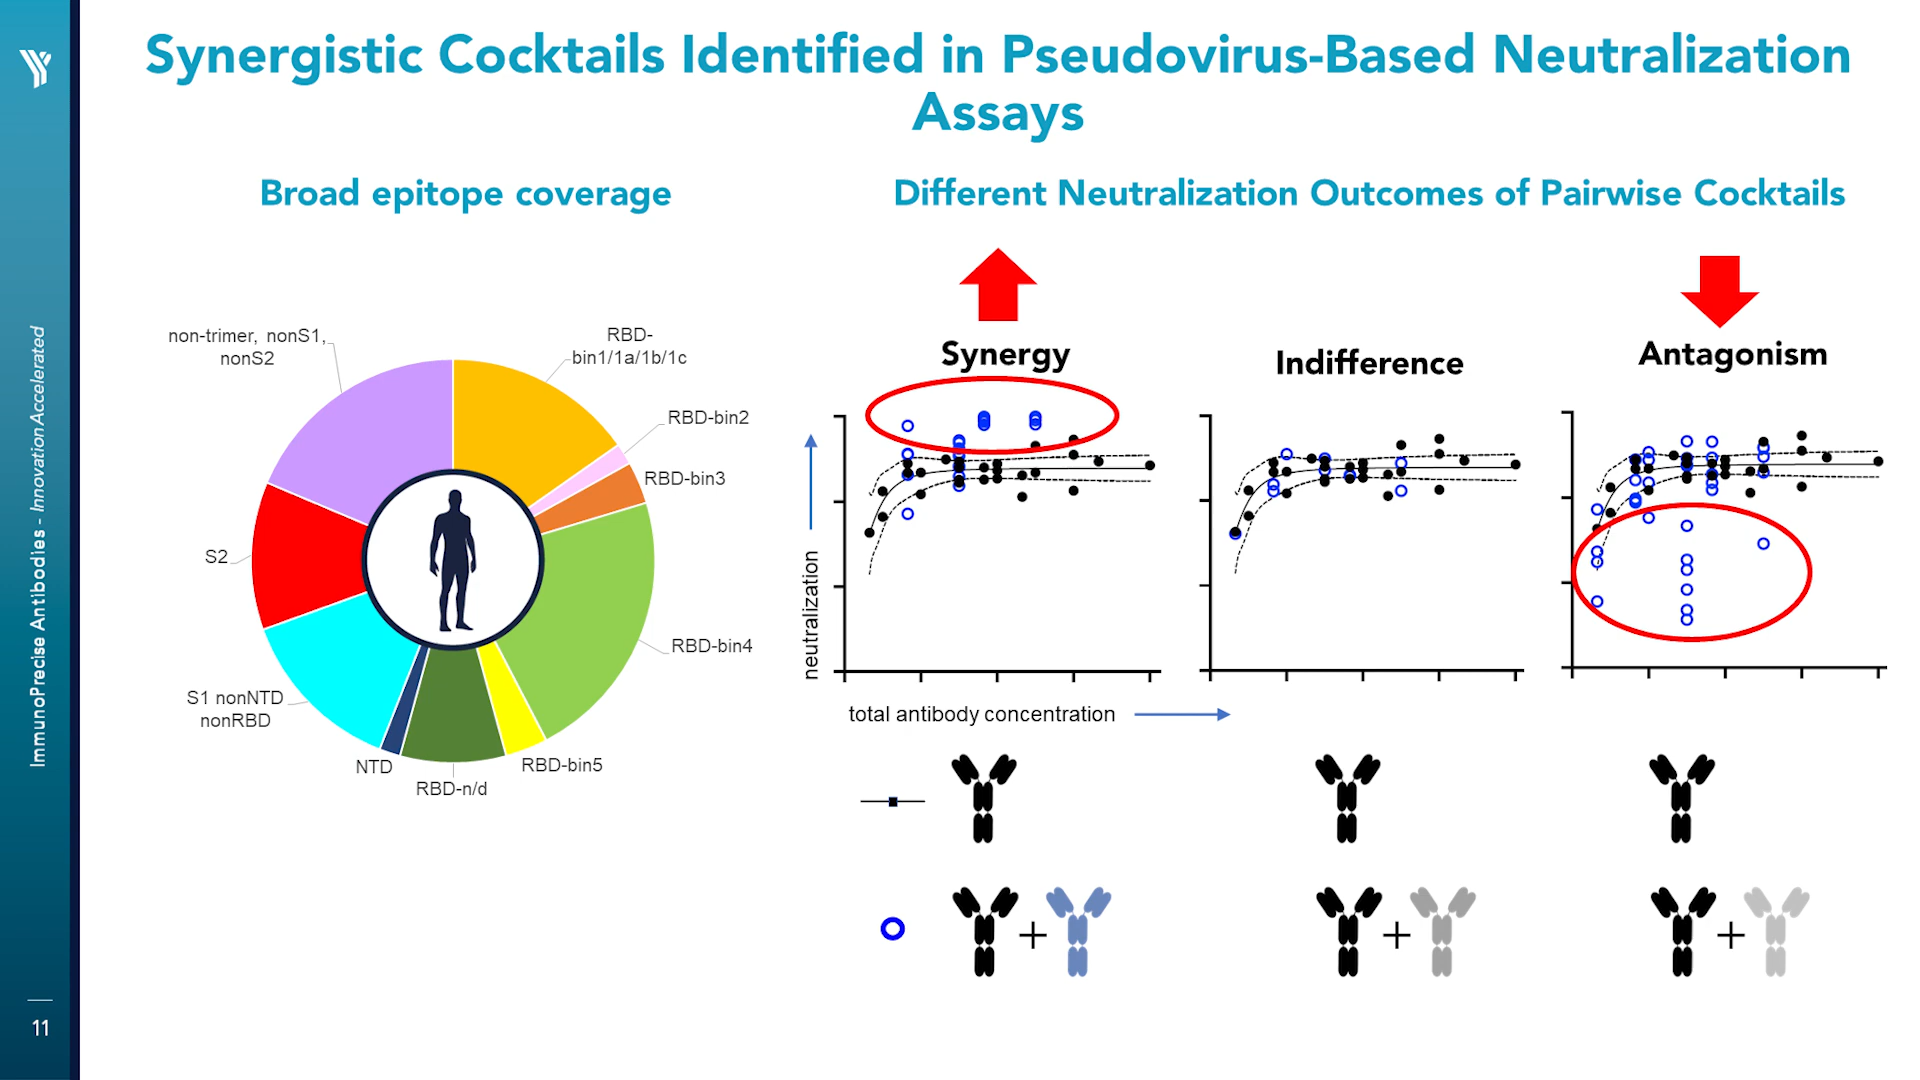 Synergistic Cocktails Identified in Pseudovirus-Based Neutralization
Assays
Broad epitope coverage
non-trimer, nonS1,
nonS2
RBD-
bin1/1a/1b/1c
RBD-bin2
RBD-bin3
RBD-bin4
RBD-bin5
RBD-n/d
NTD
S1 nonNTD
nonRBD
S2
Different Neutralization Outcomes of Pairwise Cocktails
Synergy
Indifference
Antagonism
neutralization
total antibody concentration
+
+
+
ImmunoPrecise Antibodies - Innovation Accelerated
11